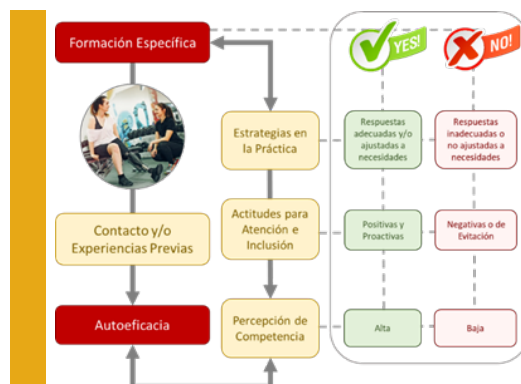 Formación Específica
YES!
NO!
Estrategias en
la Práctica
Respuestas
adecuadas y/o
ajustadas a
necesidades
Respuestas
inadecuadas o
no ajustadas a
necesidades
Contacto y/o
Experiencias Previas
Actitudes para
Atención e
Inclusión
Positivas y
Proactivas
Negativas o de
Evitación
Autoeficacia
Percepción de
Competencia
Alta
Baja